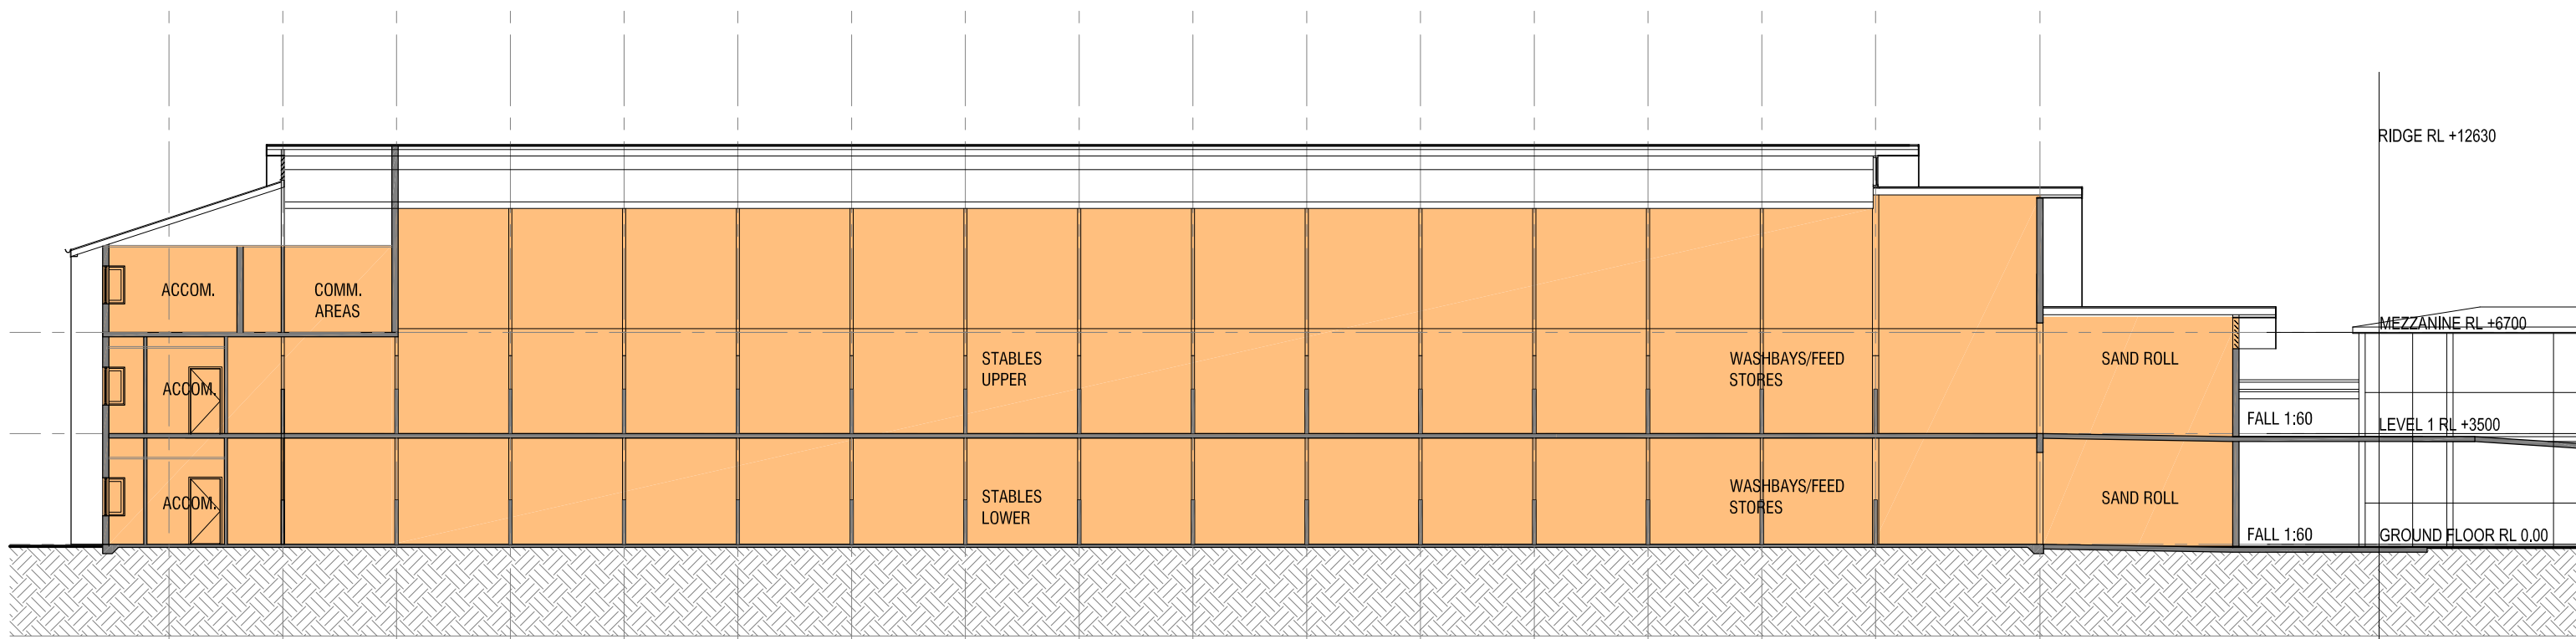 RIDGE RL +12630
ACCOM.
COMM.
AREAS
MEZZANINE RL +6700
ACCOM.
STABLES
UPPER
WASHBAYS/FEED
STORES
SAND ROLL
FALL 1:60
LEVEL 1 RL +3500
ACCOM.
STABLES
LOWER
WASHBAYS/FEED
STORES
SAND ROLL
FALL 1:60
GROUND FLOOR RL 0.00